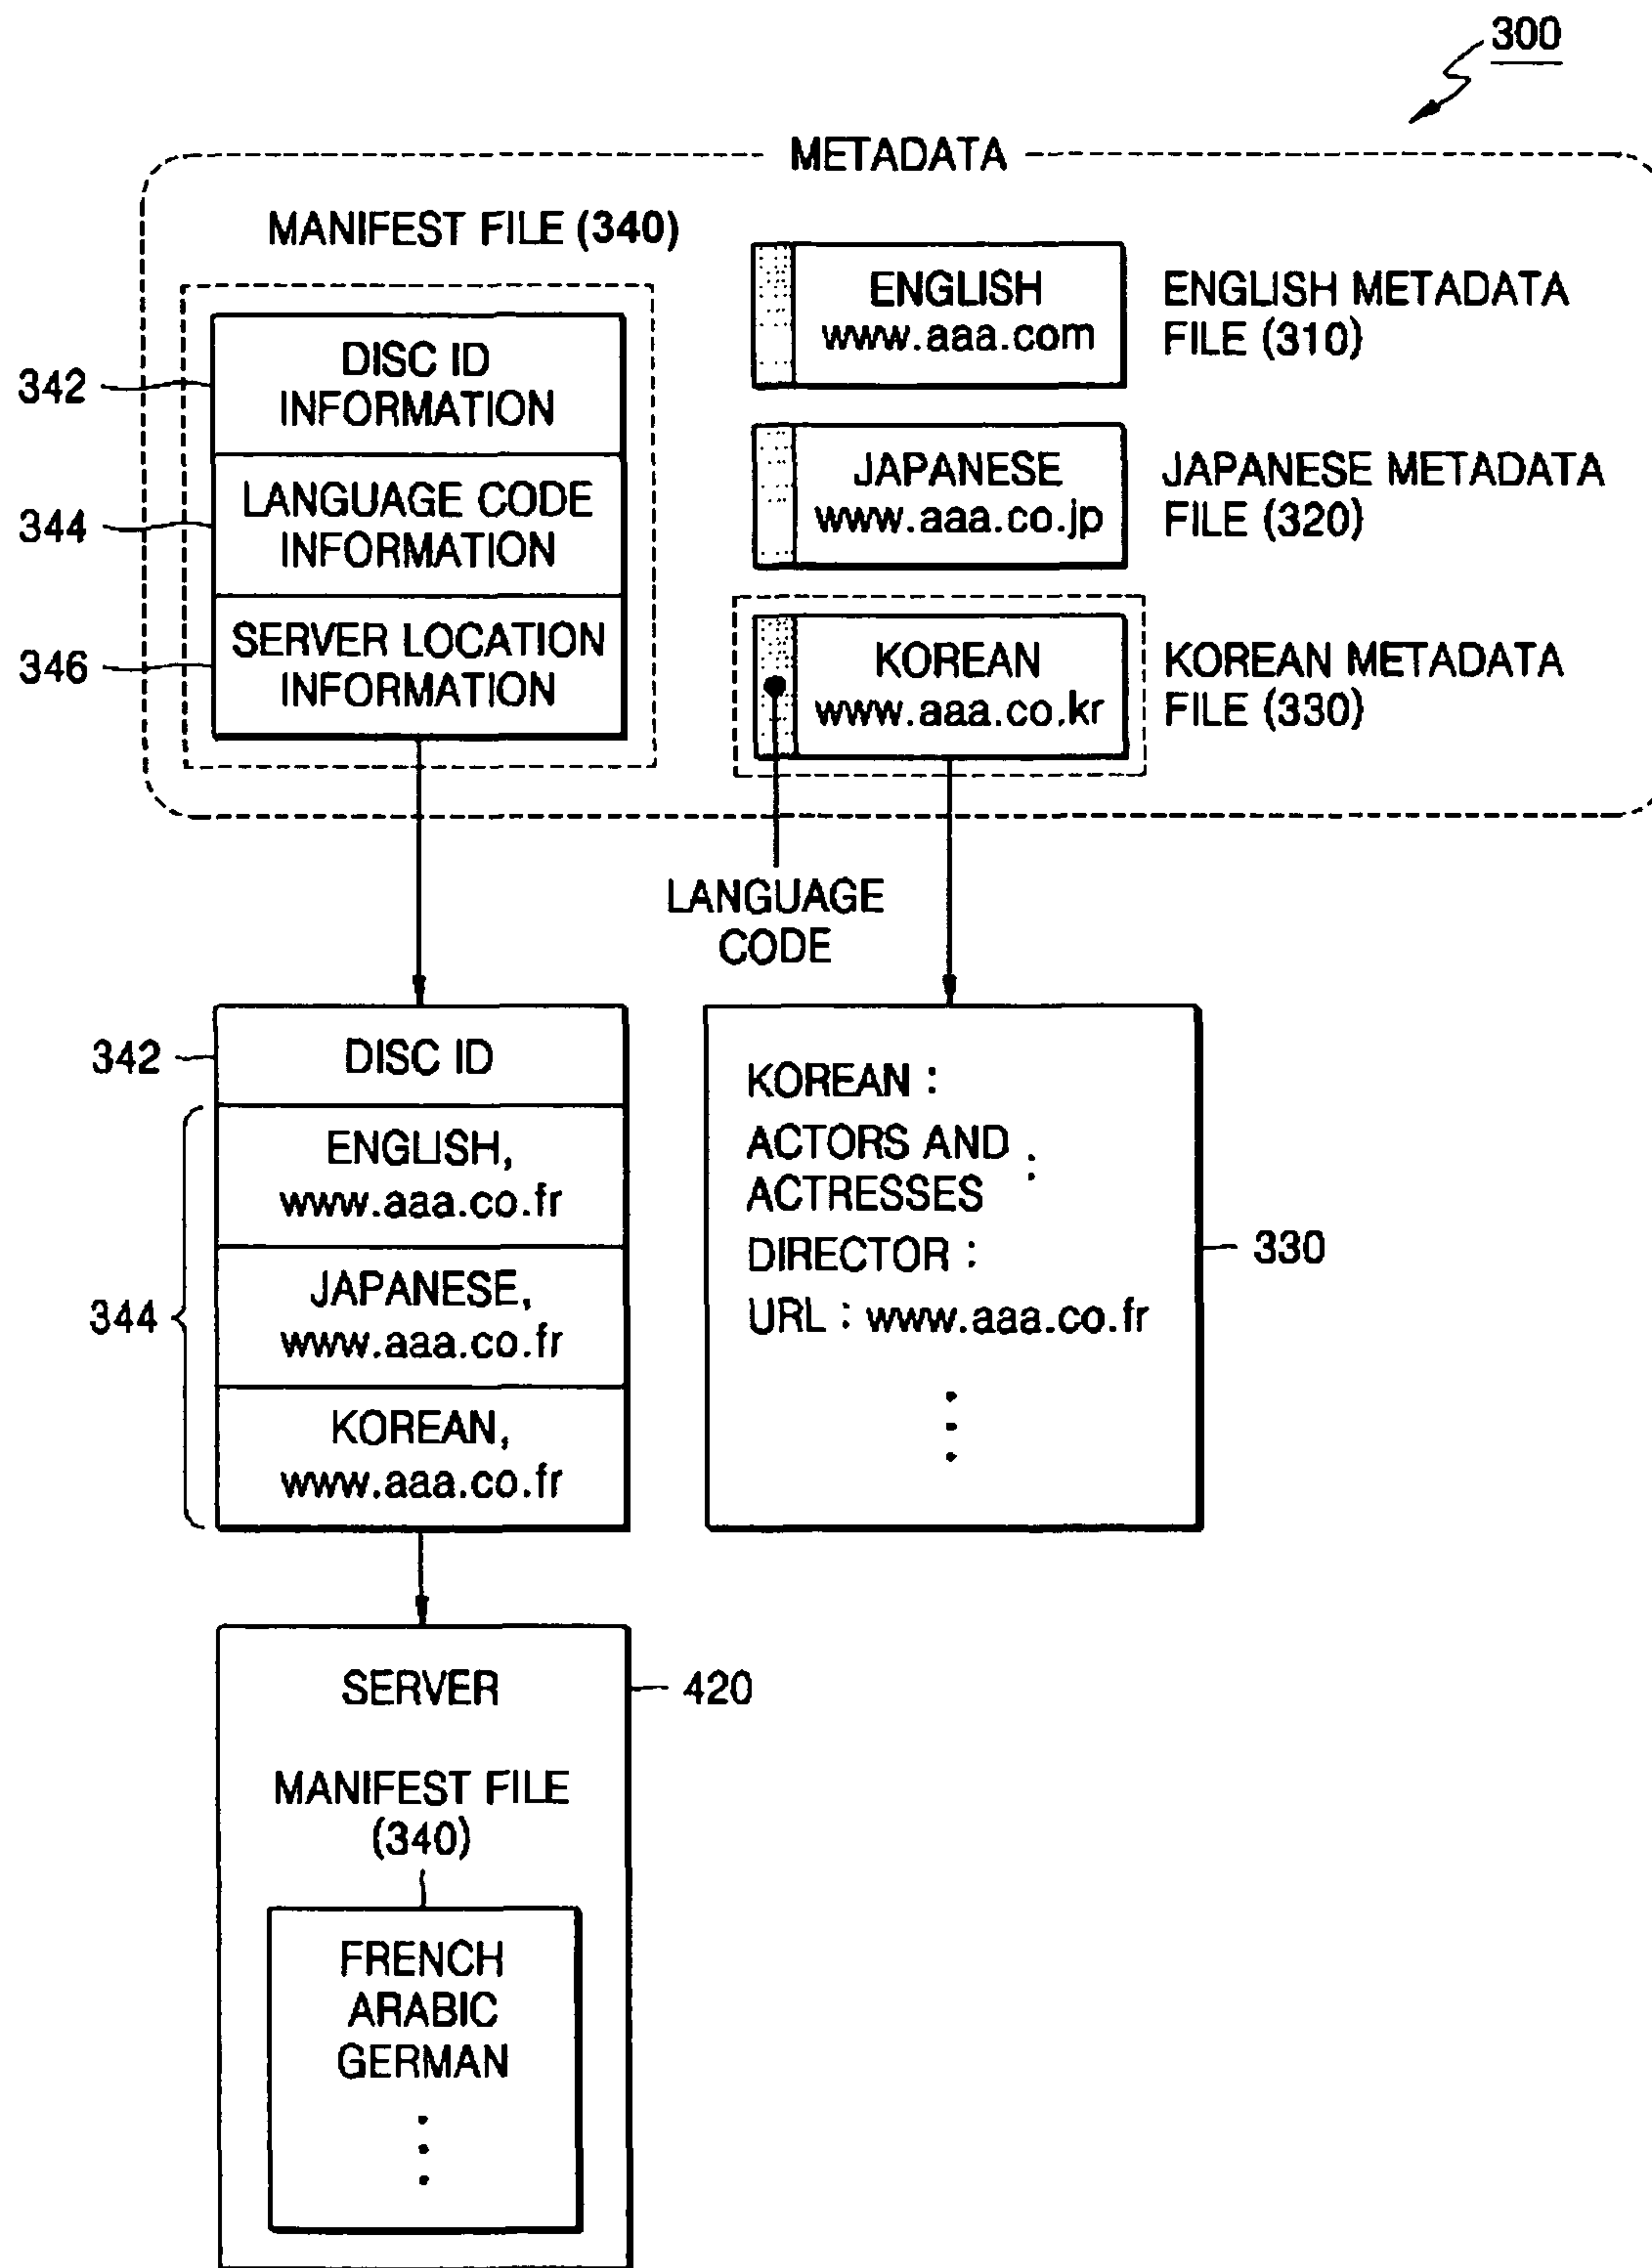 300
METADATA
MANIFEST FILE (340)
342
DISC ID
INFORMATION
344
LANGUAGE CODE
INFORMATION
346
SERVER LOCATION
INFORMATION
ENGLISH
www.aaa.com
ENGLISH METADATA
FILE (310)
JAPANESE
www.aaa.co.jp
JAPANESE METADATA
FILE (320)
KOREAN
www.aaa.co.kr
KOREAN METADATA
FILE (330)
LANGUAGE
CODE
342
DISC ID
344
ENGLISH,
www.aaa.co.fr
JAPANESE,
www.aaa.co.fr
KOREAN,
www.aaa.co.fr
KOREAN :
ACTORS AND :
ACTRESSES
DIRECTOR :
URL : www.aaa.co.fr
330
SERVER
420
MANIFEST FILE
(340)
FRENCH
ARABIC
GERMAN